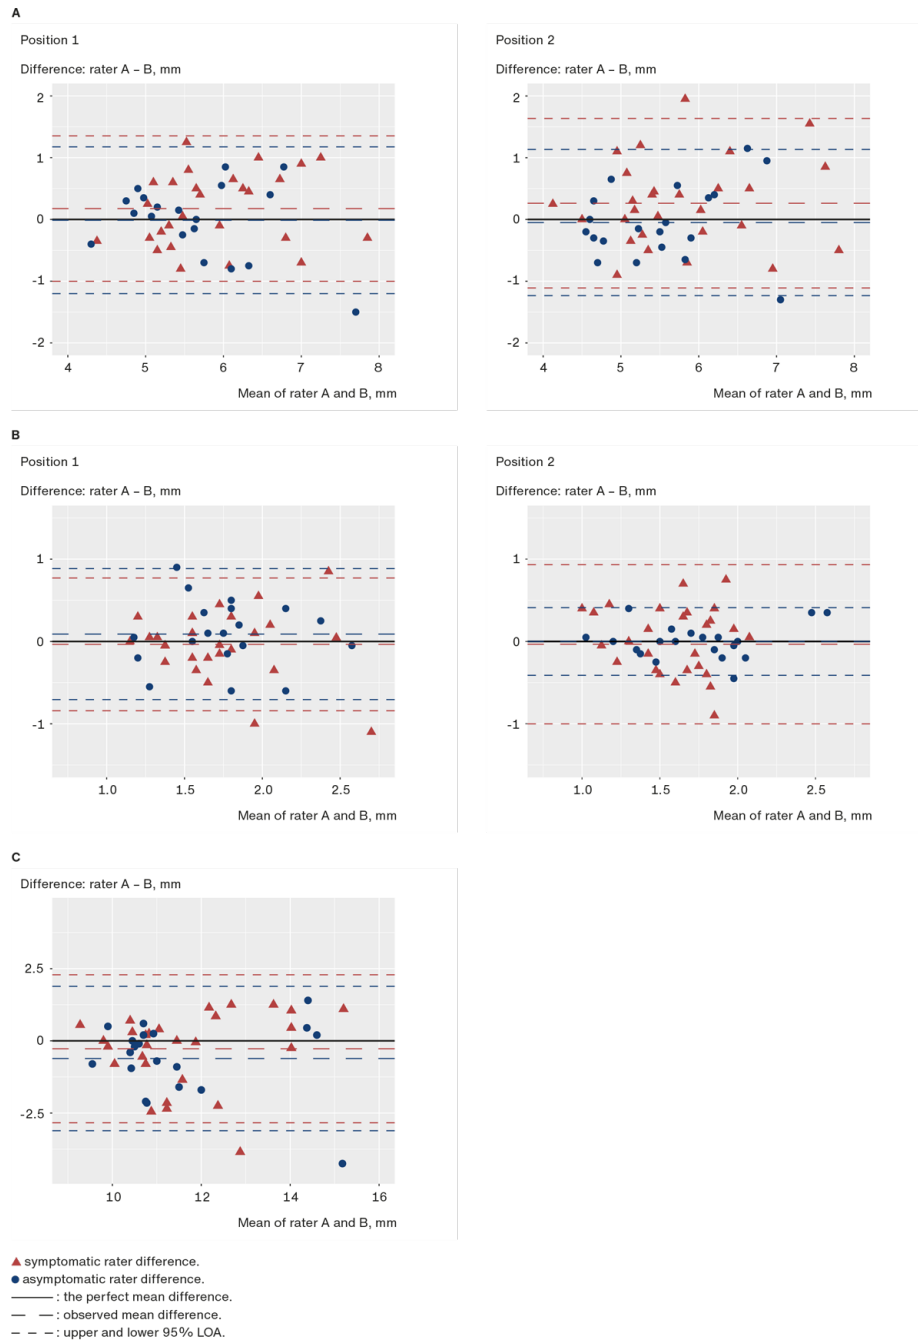 A
Position 1
Difference: rater A – B, mm
2
1
0
-1
-2
4 5 6 7 8
Mean of rater A and B, mm
Position 2
Difference: rater A – B, mm
2
1
0
-1
-2
4 5 6 7 8
Mean of rater A and B, mm
B
Position 1
Difference: rater A – B, mm
1
0
-1
1.0 1.5 2.0 2.5
Mean of rater A and B, mm
Position 2
Difference: rater A – B, mm
1
0
-1
1.0 1.5 2.0 2.5
Mean of rater A and B, mm
C
Difference: rater A – B, mm
2.5
0
-2.5
10 12 14 16
Mean of rater A and B, mm
symptomatic rater difference.
asymptomatic rater difference.
: the perfect mean difference.
: observed mean difference.
: upper and lower 95% LOA.